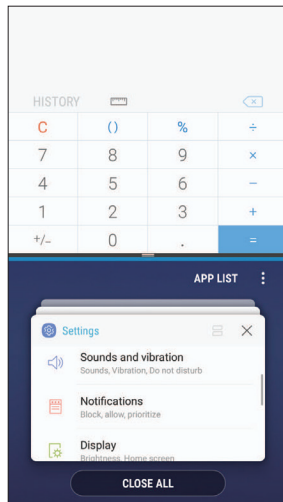 HISTORY
C () % ÷
7 8 9 ×
4 5 6 −
1 2 3 +
+/− 0 . =
APP LIST
Settings
Sounds and vibration
Sounds, Vibration, Do not disturb
Notifications
Block, allow, prioritize
Display
Brightness, Home screen
CLOSE ALL